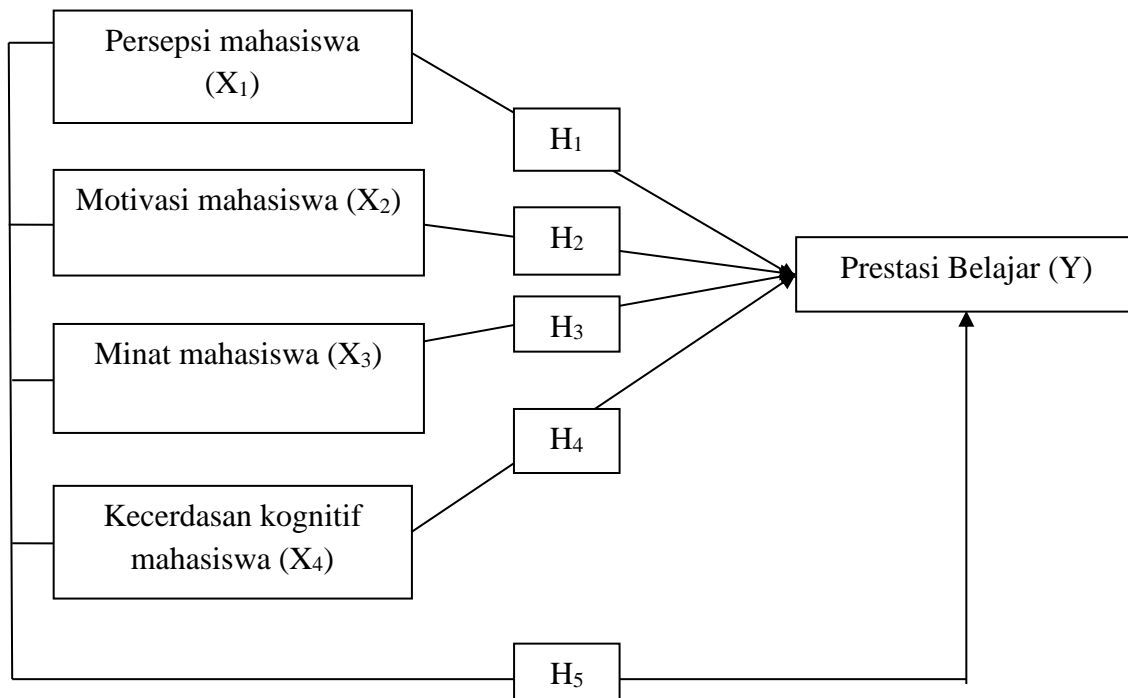 Persepsi mahasiswa
(X₁)
H₁
Motivasi mahasiswa (X₂)
H₂
Prestasi Belajar (Y)
H₃
Minat mahasiswa (X₃)
H₄
Kecerdasan kognitif
mahasiswa (X₄)
H₅